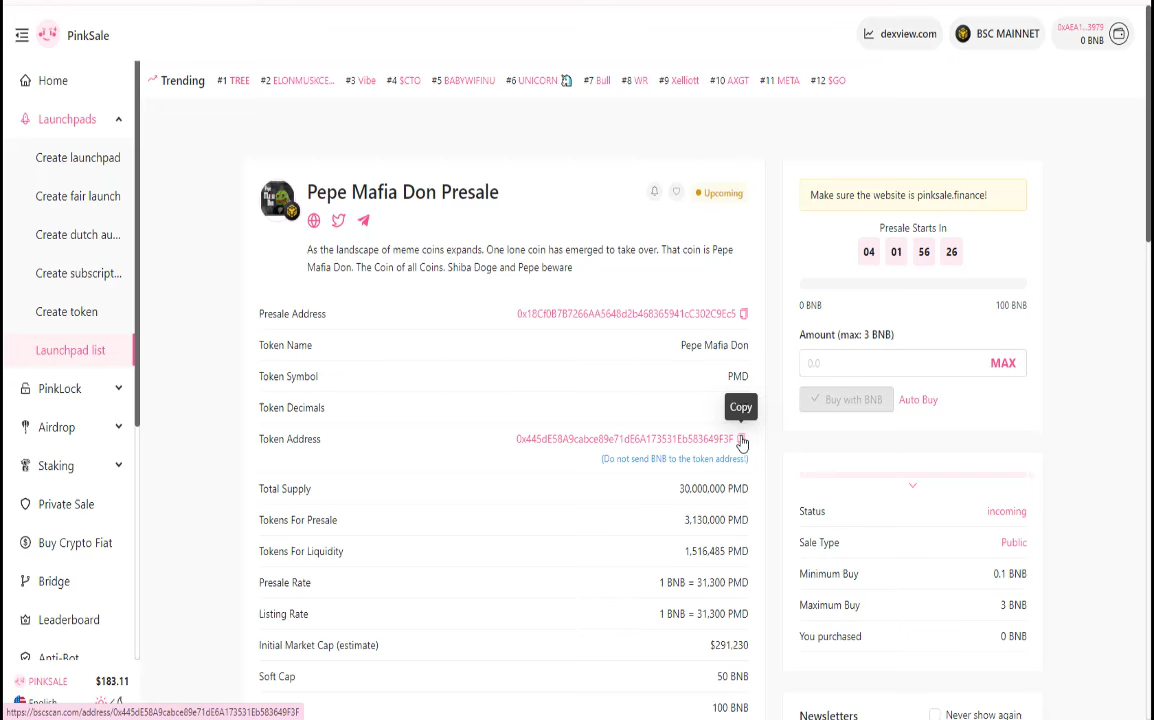 PinkSale
dexview.com
BSC MAINNET
0xAEA1...3979
0 BNB
Home
Launchpads
Create launchpad
Create fair launch
Create dutch au...
Create subscript...
Create token
Launchpad list
PinkLock
Airdrop
Staking
Private Sale
Buy Crypto Fiat
Bridge
Leaderboard
Anti-Bot
PINKSALE $183.11
English
https://bscscan.com/address/0x445dE58A9cabce89e71dE6A173531Eb583649F3F
Trending #1 TREE #2 ELONMUSKCE... #3 Vibe #4 $CTO #5 BABYWIFINU #6 UNICORN #7 Bull #8 WR #9 Xelliott #10 AXGT #11 META #12 $GO
Pepe Mafia Don Presale
Upcoming
As the landscape of meme coins expands. One lone coin has emerged to take over. That coin is Pepe
Mafia Don. The Coin of all Coins. Shiba Doge and Pepe beware
Presale Address 0x18Cf0B7B7266AA5648d2b468365941cC302C9Ec5
Token Name Pepe Mafia Don
Token Symbol PMD
Token Decimals
Copy
Token Address 0x445dE58A9cabce89e71dE6A173531Eb583649F3F
(Do not send BNB to the token address!)
Total Supply 30,000,000 PMD
Tokens For Presale 3,130,000 PMD
Tokens For Liquidity 1,516,485 PMD
Presale Rate 1 BNB = 31,300 PMD
Listing Rate 1 BNB = 31,300 PMD
Initial Market Cap (estimate) $291,230
Soft Cap 50 BNB
100 BNB
Make sure the website is pinksale.finance!
Presale Starts In
04 01 56 26
0 BNB 100 BNB
Amount (max: 3 BNB)
0.0 MAX
Buy with BNB Auto Buy
Status incoming
Sale Type Public
Minimum Buy 0.1 BNB
Maximum Buy 3 BNB
You purchased 0 BNB
Newsletters Never show again